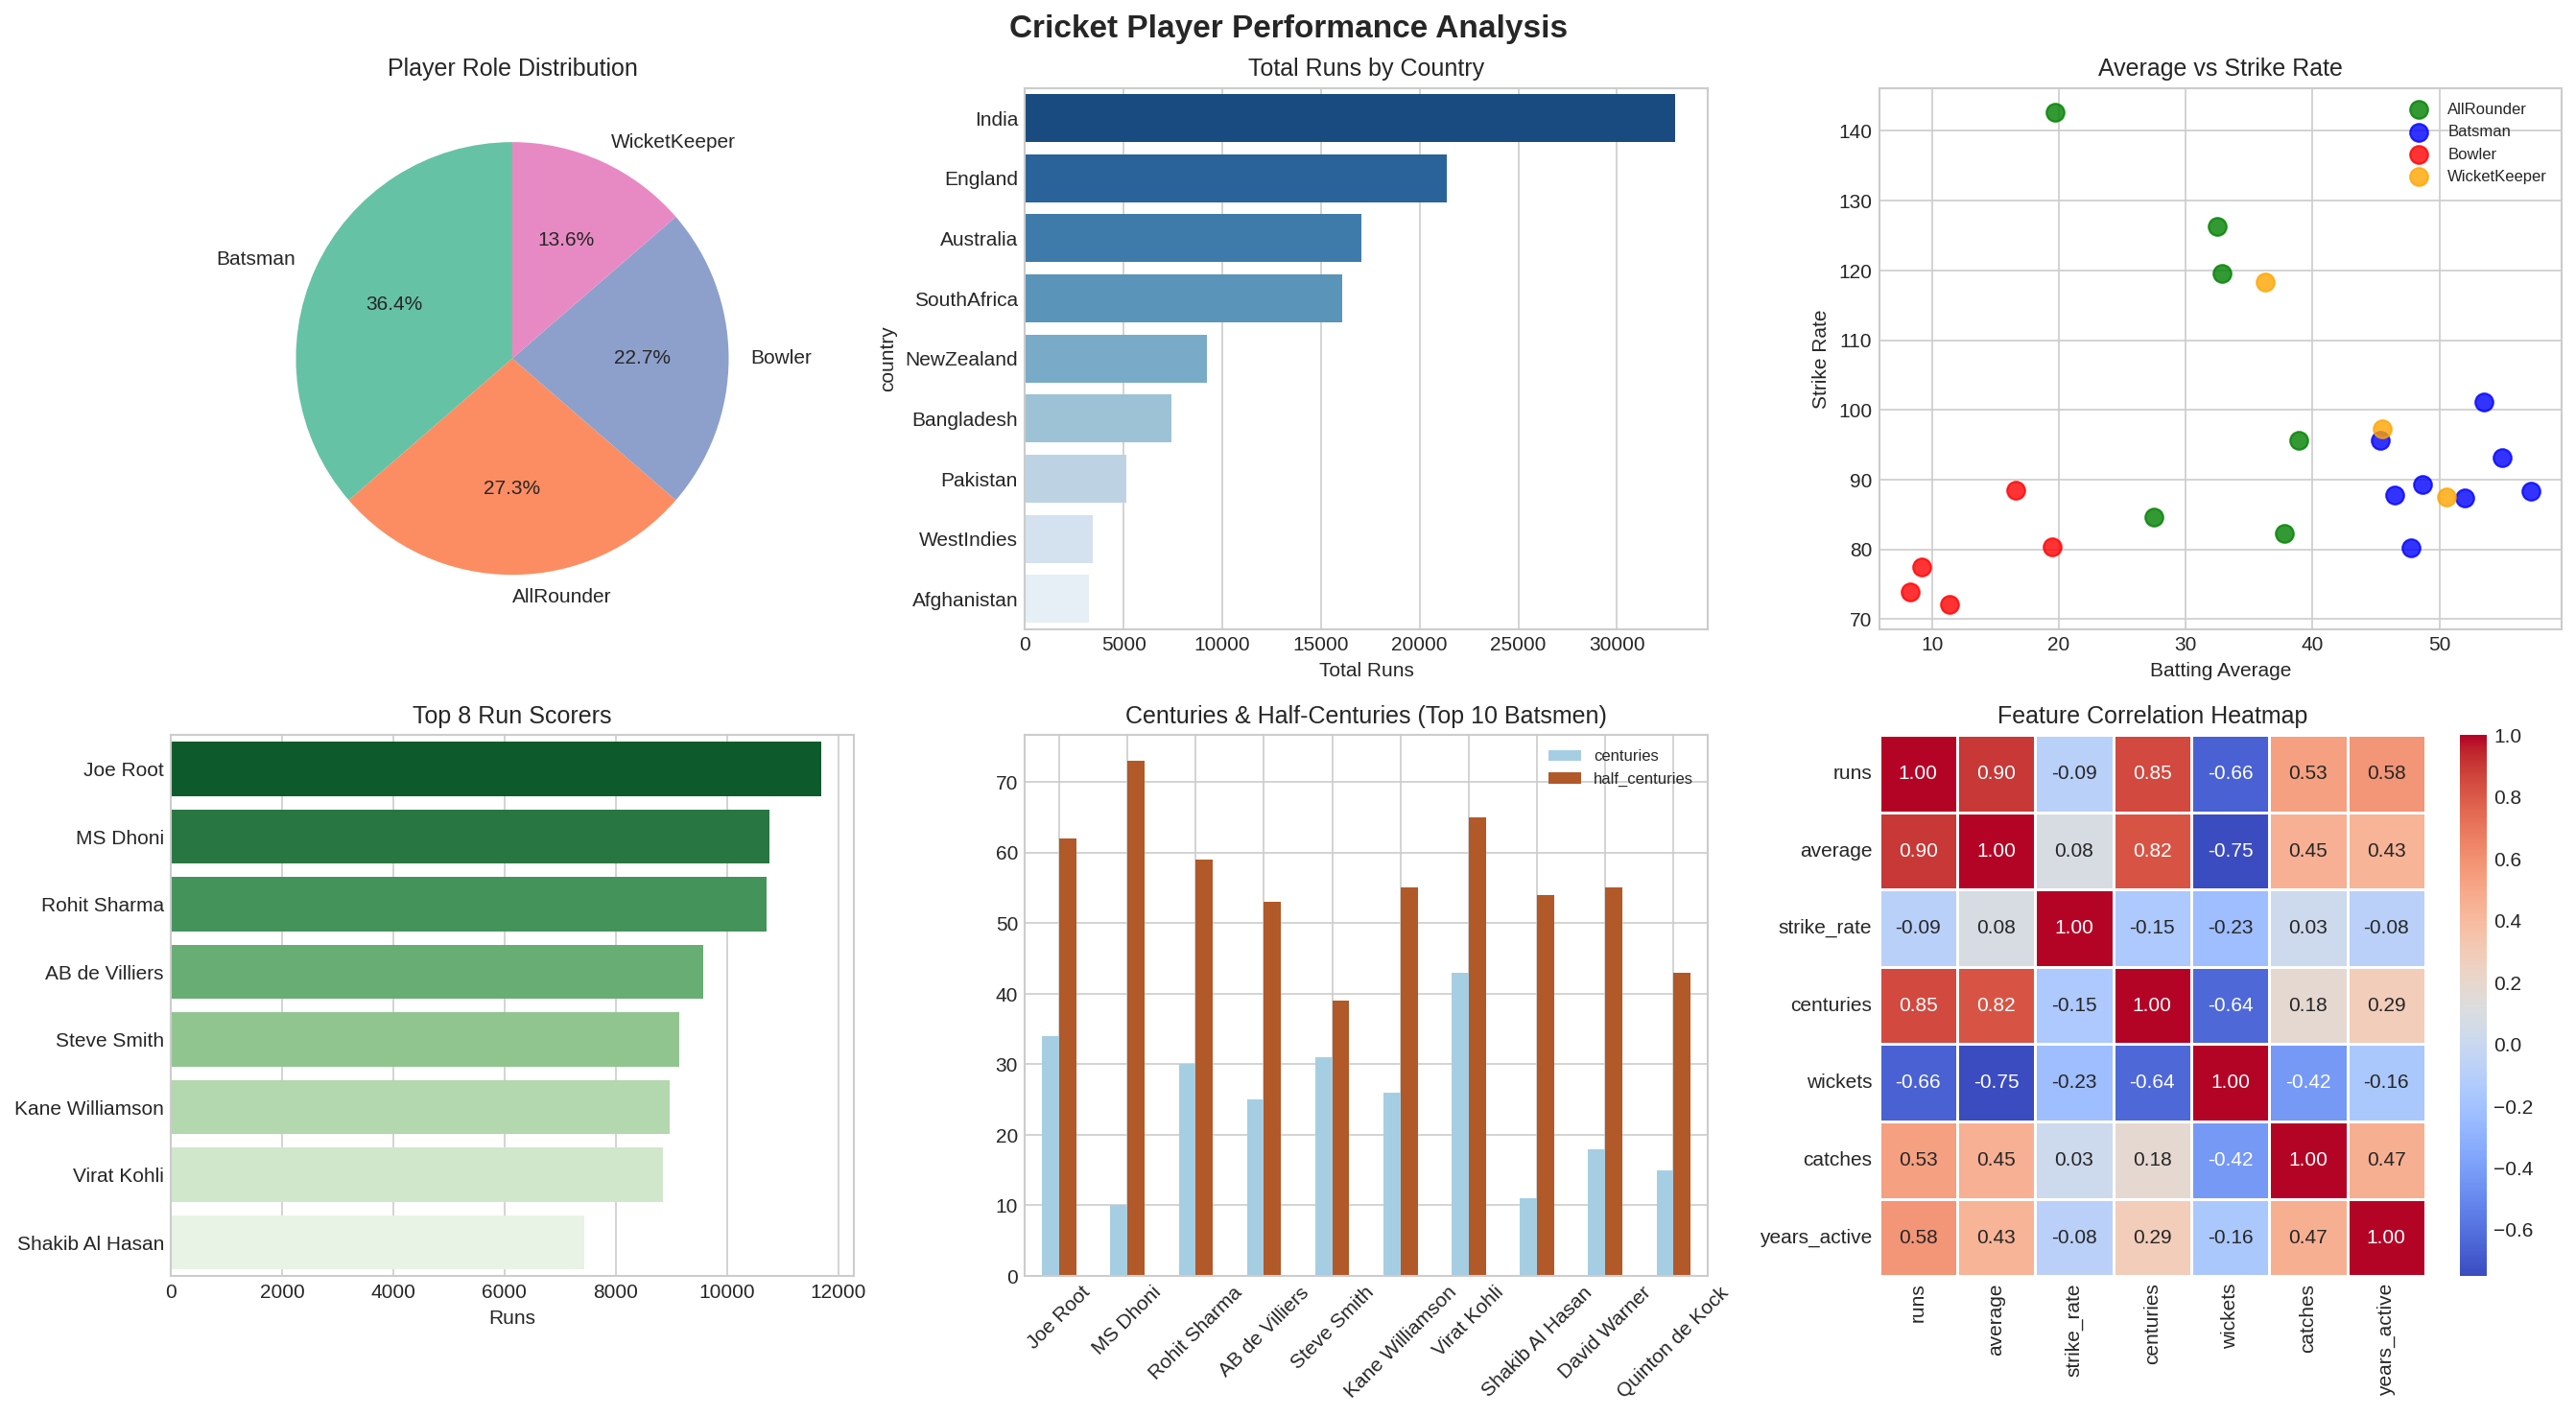 Cricket Player Performance Analysis
Player Role Distribution
WicketKeeper
Batsman
13.6%
36.4%
22.7%
Bowler
27.3%
AllRounder
Total Runs by Country
country
India
England
Australia
SouthAfrica
NewZealand
Bangladesh
Pakistan
WestIndies
Afghanistan
0 5000 10000 15000 20000 25000 30000
Total Runs
Average vs Strike Rate
Strike Rate
AllRounder
Batsman
Bowler
WicketKeeper
140
130
120
110
100
90
80
70
10 20 30 40 50
Batting Average
Top 8 Run Scorers
Joe Root
MS Dhoni
Rohit Sharma
AB de Villiers
Steve Smith
Kane Williamson
Virat Kohli
Shakib Al Hasan
0 2000 4000 6000 8000 10000 12000
Runs
Centuries & Half-Centuries (Top 10 Batsmen)
centuries
half_centuries
70
60
50
40
30
20
10
0
Joe Root
MS Dhoni
Rohit Sharma
AB de Villiers
Steve Smith
Kane Williamson
Virat Kohli
Shakib Al Hasan
David Warner
Quinton de Kock
Feature Correlation Heatmap
runs 1.00 0.90 -0.09 0.85 -0.66 0.53 0.58
average 0.90 1.00 0.08 0.82 -0.75 0.45 0.43
strike_rate -0.09 0.08 1.00 -0.15 -0.23 0.03 -0.08
centuries 0.85 0.82 -0.15 1.00 -0.64 0.18 0.29
wickets -0.66 -0.75 -0.23 -0.64 1.00 -0.42 -0.16
catches 0.53 0.45 0.03 0.18 -0.42 1.00 0.47
years_active 0.58 0.43 -0.08 0.29 -0.16 0.47 1.00
runs
average
strike_rate
centuries
wickets
catches
years_active
1.0
0.8
0.6
0.4
0.2
0.0
−0.2
−0.4
−0.6